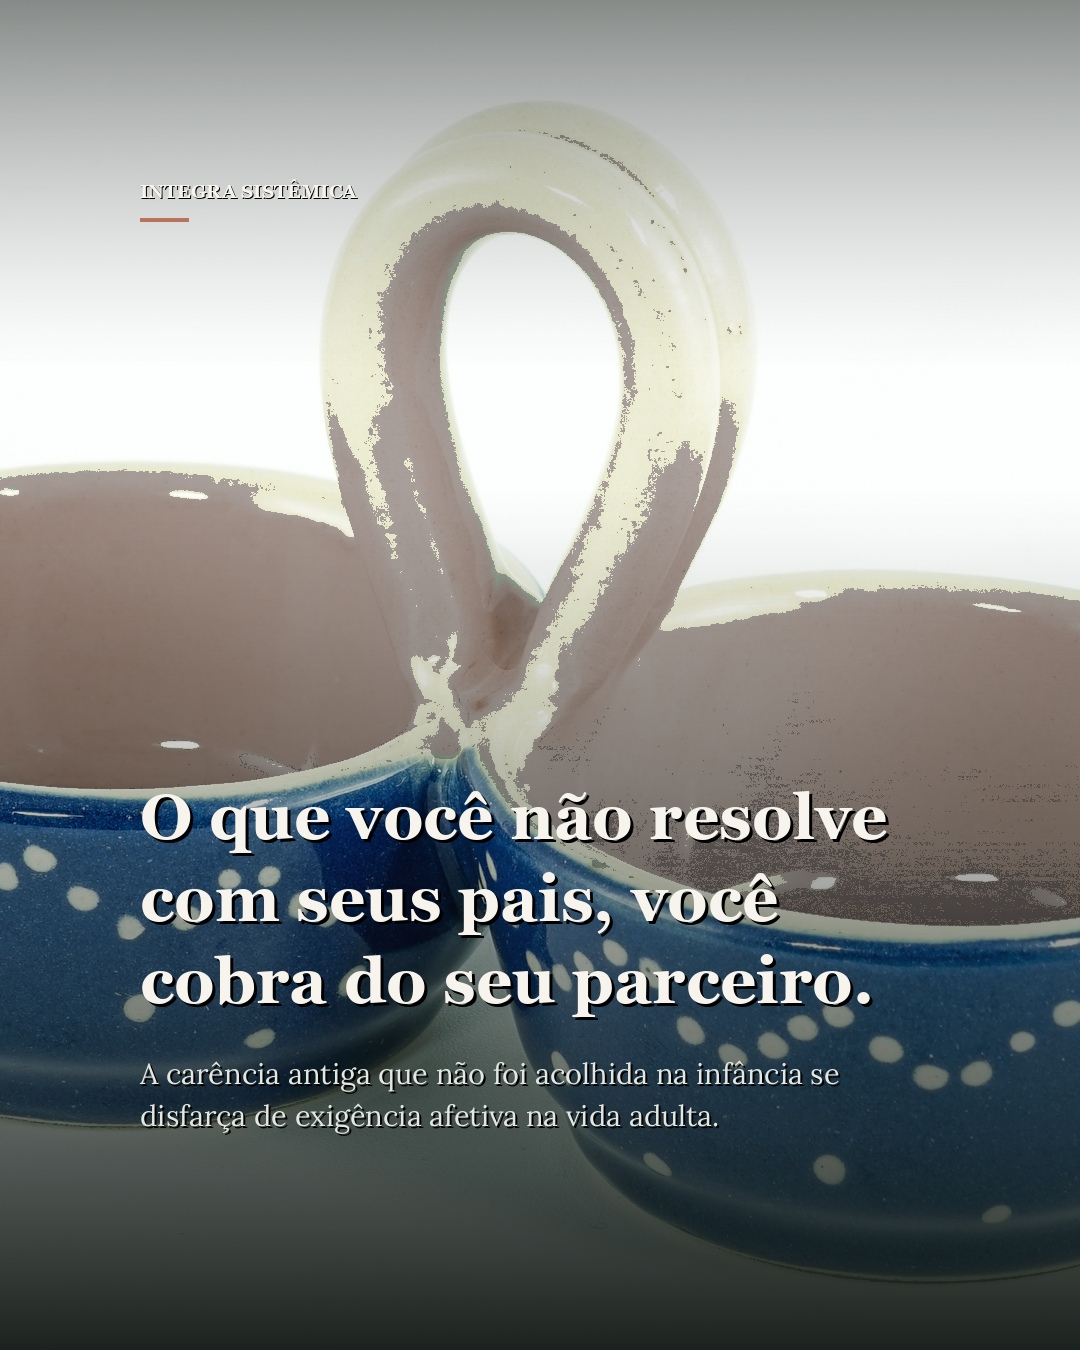 INTEGRA SISTÊMICA
O que você não resolve
com seus pais, você
cobra do seu parceiro.
A carência antiga que não foi acolhida na infância se
disfarça de exigência afetiva na vida adulta.